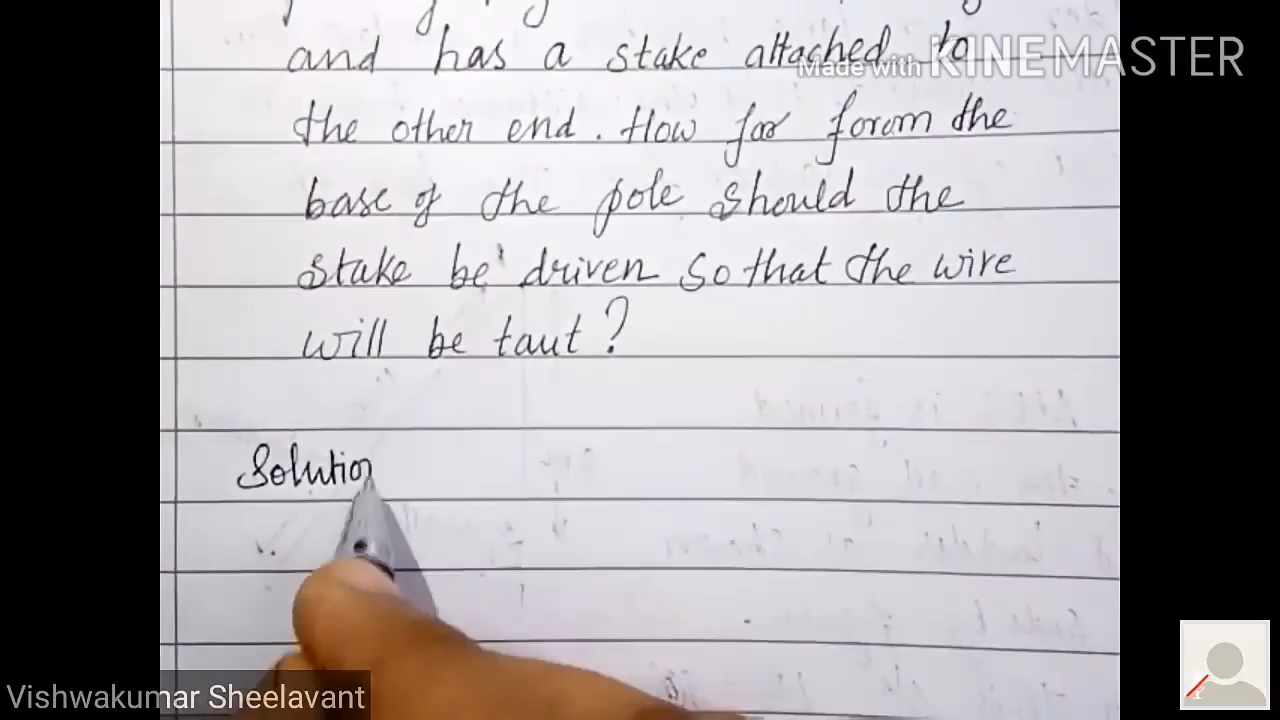 and has a stake attached to
Made with KINEMASTER
the other end. How far forom the
base of the pole should the
stake be driven so that the wire
will be taut?
Solution
Vishwakumar Sheelavant